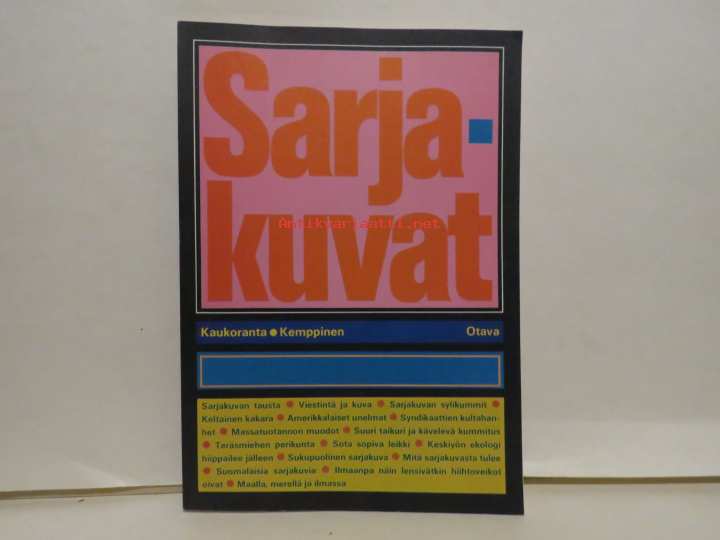 Sarja-
kuvat
Antikvariaatti.net
Kaukoranta ● Kemppinen Otava
Sarjakuvan tausta ● Viestintä ja kuva ● Sarjakuvan sylikummit ●
Keltainen kakara ● Amerikkalaiset unelmat ● Syndikaattien kultahan-
het ● Massatuotannon muodot ● Suuri taikuri ja kävelevä kummitus
● Teräsmiehen perikunta ● Sota sopiva leikki ● Keskiyön ekologi
hiippailee jälleen ● Sukupuolinen sarjakuva ● Mitä sarjakuvasta tulee
● Suomalaisia sarjakuvia ● Ilmaanpa näin lensivätkin hiihtoveikot
oivat ● Maalla, merellä ja ilmassa